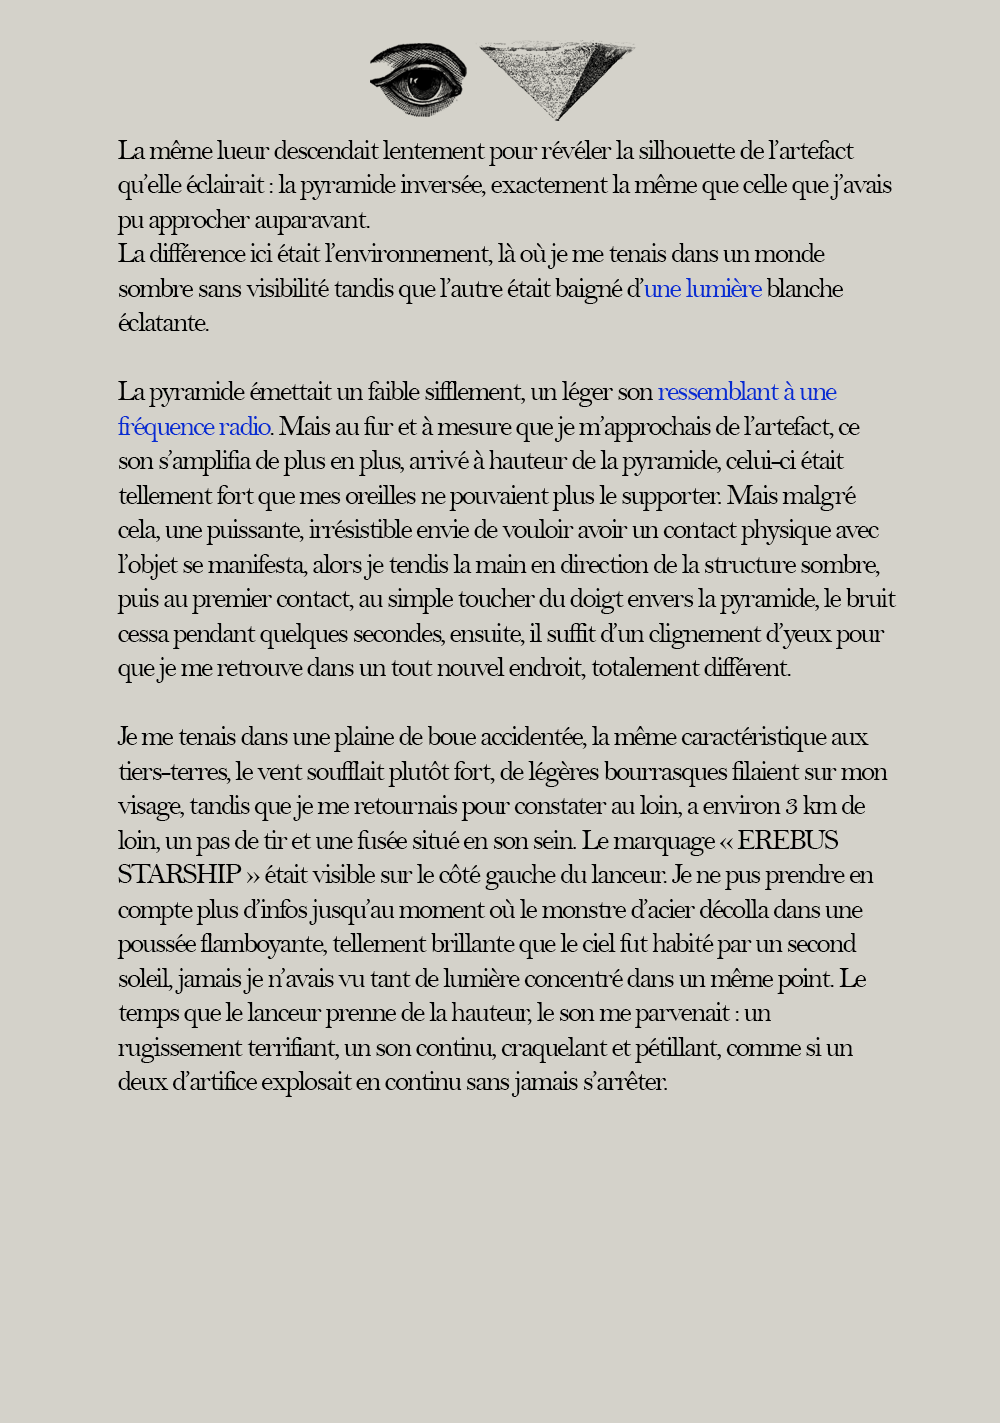 La même lueur descendait lentement pour révéler la silhouette de l’artefact
qu’elle éclairait : la pyramide inversée, exactement la même que celle que j’avais
pu approcher auparavant.
La différence ici était l’environnement, là où je me tenais dans un monde
sombre sans visibilité tandis que l’autre était baigné d’une lumière blanche
éclatante.
La pyramide émettait un faible sifflement, un léger son ressemblant à une
fréquence radio. Mais au fur et à mesure que je m’approchais de l’artefact, ce
son s’amplifia de plus en plus, arrivé à hauteur de la pyramide, celui-ci était
tellement fort que mes oreilles ne pouvaient plus le supporter. Mais malgré
cela, une puissante, irrésistible envie de vouloir avoir un contact physique avec
l’objet se manifesta, alors je tendis la main en direction de la structure sombre,
puis au premier contact, au simple toucher du doigt envers la pyramide, le bruit
cessa pendant quelques secondes, ensuite, il suffit d’un clignement d’yeux pour
que je me retrouve dans un tout nouvel endroit, totalement différent.
Je me tenais dans une plaine de boue accidentée, la même caractéristique aux
tiers-terres, le vent soufflait plutôt fort, de légères bourrasques filaient sur mon
visage, tandis que je me retournais pour constater au loin, a environ 3 km de
loin, un pas de tir et une fusée situé en son sein. Le marquage « EREBUS
STARSHIP » était visible sur le côté gauche du lanceur. Je ne pus prendre en
compte plus d’infos jusqu’au moment où le monstre d’acier décolla dans une
poussée flamboyante, tellement brillante que le ciel fut habité par un second
soleil, jamais je n’avais vu tant de lumière concentré dans un même point. Le
temps que le lanceur prenne de la hauteur, le son me parvenait : un
rugissement terrifiant, un son continu, craquelant et pétillant, comme si un
deux d’artifice explosait en continu sans jamais s’arrêter.